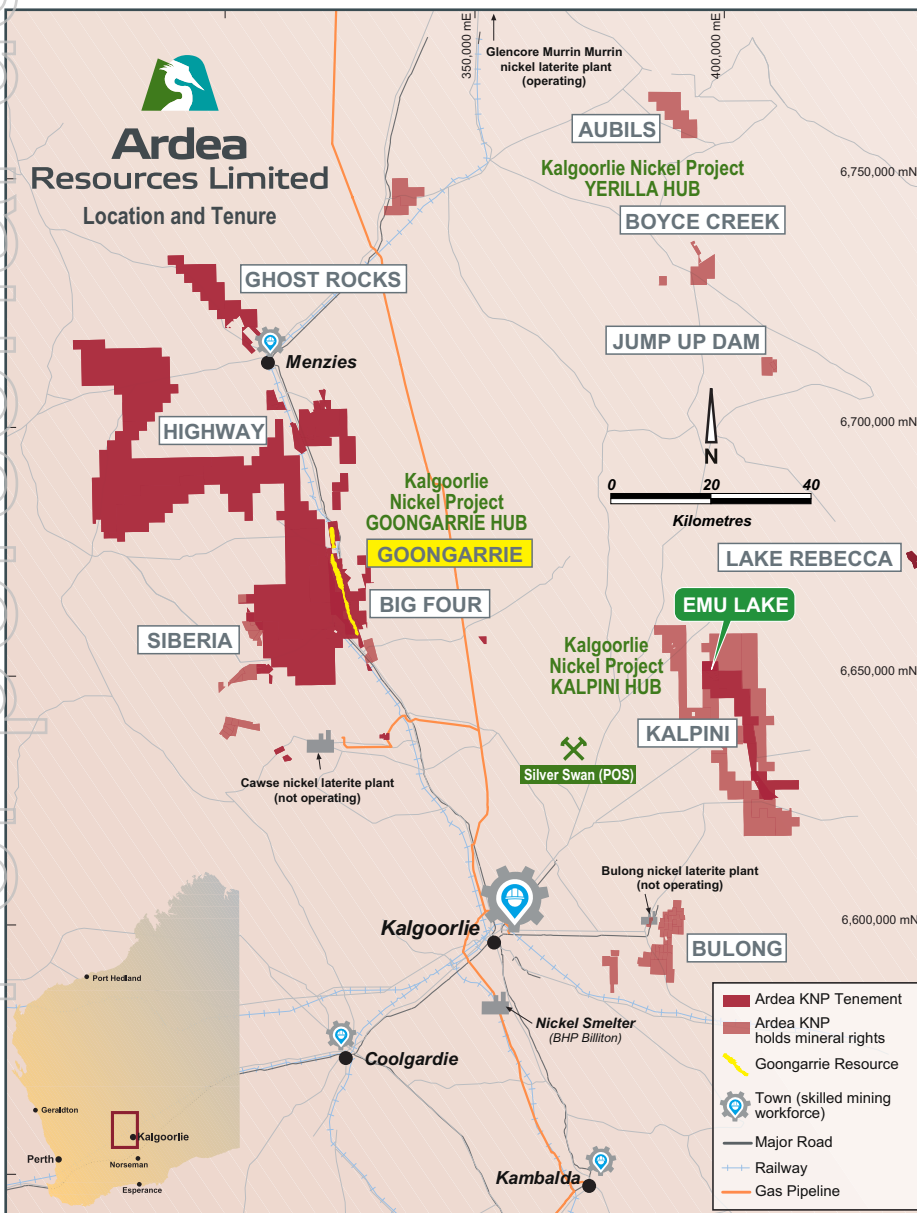 350,000 mE
400,000 mE
Glencore Murrin Murrin
nickel laterite plant
(operating)
Ardea
Resources Limited
Location and Tenure
AUBILS
Kalgoorlie Nickel Project
YERILLA HUB
6,750,000 mN
BOYCE CREEK
GHOST ROCKS
JUMP UP DAM
Menzies
6,700,000 mN
HIGHWAY
N
0 20 40
Kilometres
Kalgoorlie
Nickel Project
GOONGARRIE HUB
GOONGARRIE
LAKE REBECCA
BIG FOUR
EMU LAKE
SIBERIA
Kalgoorlie
Nickel Project
KALPINI HUB
6,650,000 mN
KALPINI
Silver Swan (POS)
Cawse nickel laterite plant
(not operating)
Bulong nickel laterite plant
(not operating)
6,600,000 mN
Kalgoorlie
BULONG
Nickel Smelter
(BHP Billiton)
Coolgardie
Kambalda
Port Hedland
Geraldton
Kalgoorlie
Perth
Norseman
Esperance
Ardea KNP Tenement
Ardea KNP
holds mineral rights
Goongarrie Resource
Town (skilled mining
workforce)
Major Road
Railway
Gas Pipeline